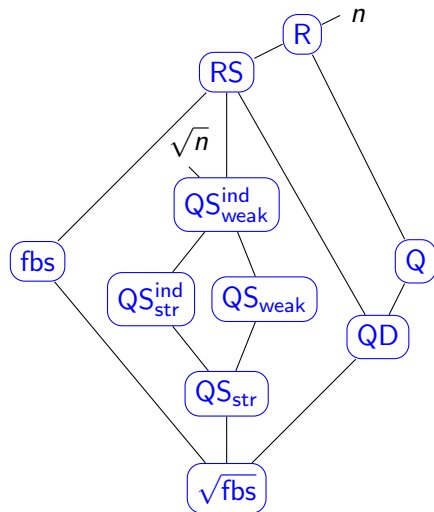 n
R
RS
√n
QS^ind_weak
fbs
Q
QS^ind_str
QS_weak
QD
QS_str
√fbs